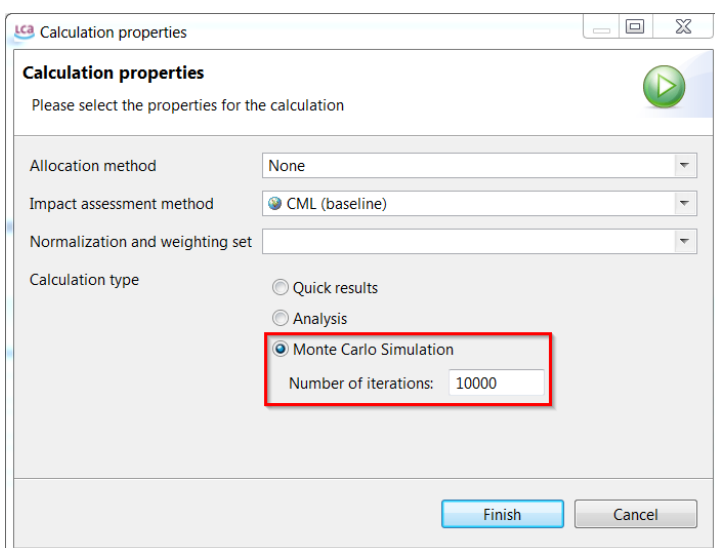 LCa Calculation properties
Calculation properties
Please select the properties for the calculation
Allocation method None
Impact assessment method CML (baseline)
Normalization and weighting set
Calculation type
Quick results
Analysis
Monte Carlo Simulation
Number of iterations: 10000
Finish Cancel